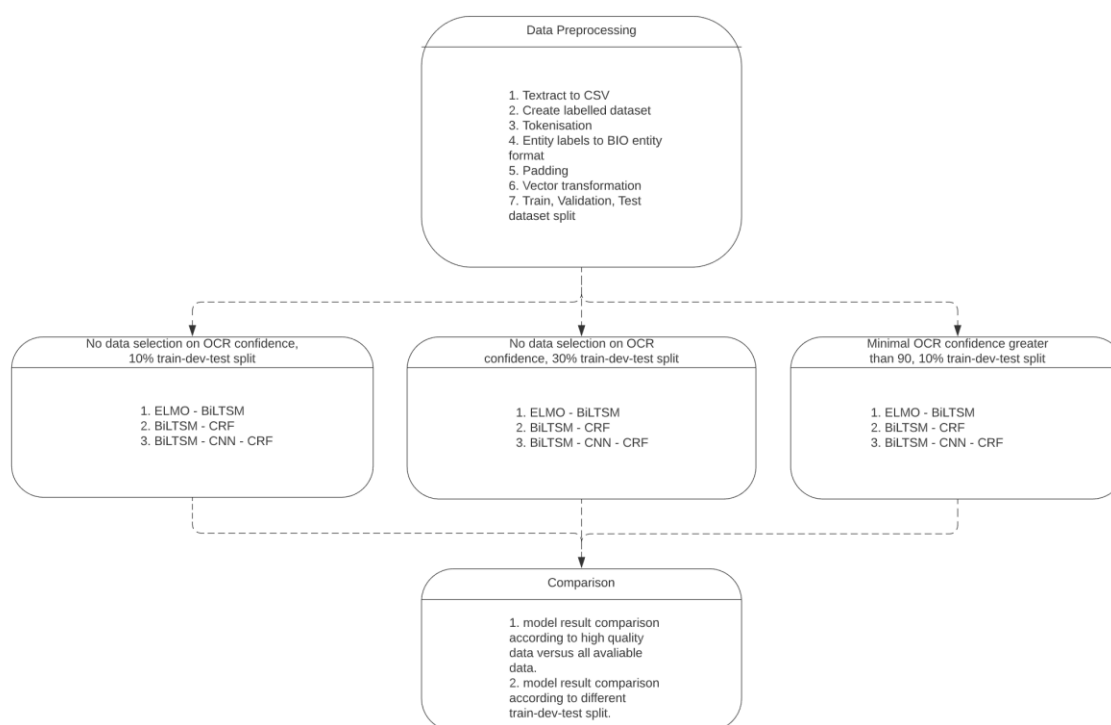 Data Preprocessing
1. Textract to CSV
2. Create labelled dataset
3. Tokenisation
4. Entity labels to BIO entity
format
5. Padding
6. Vector transformation
7. Train, Validation, Test
dataset split
No data selection on OCR confidence,
10% train-dev-test split
1. ELMO - BiLTSM
2. BiLTSM - CRF
3. BiLTSM - CNN - CRF
No data selection on OCR
confidence, 30% train-dev-test split
1. ELMO - BiLTSM
2. BiLTSM - CRF
3. BiLTSM - CNN - CRF
Minimal OCR confidence greater
than 90, 10% train-dev-test split
1. ELMO - BiLTSM
2. BiLTSM - CRF
3. BiLTSM - CNN - CRF
Comparison
1. model result comparison
according to high quality
data versus all avaliable
data.
2. model result comparison
according to different
train-dev-test split.